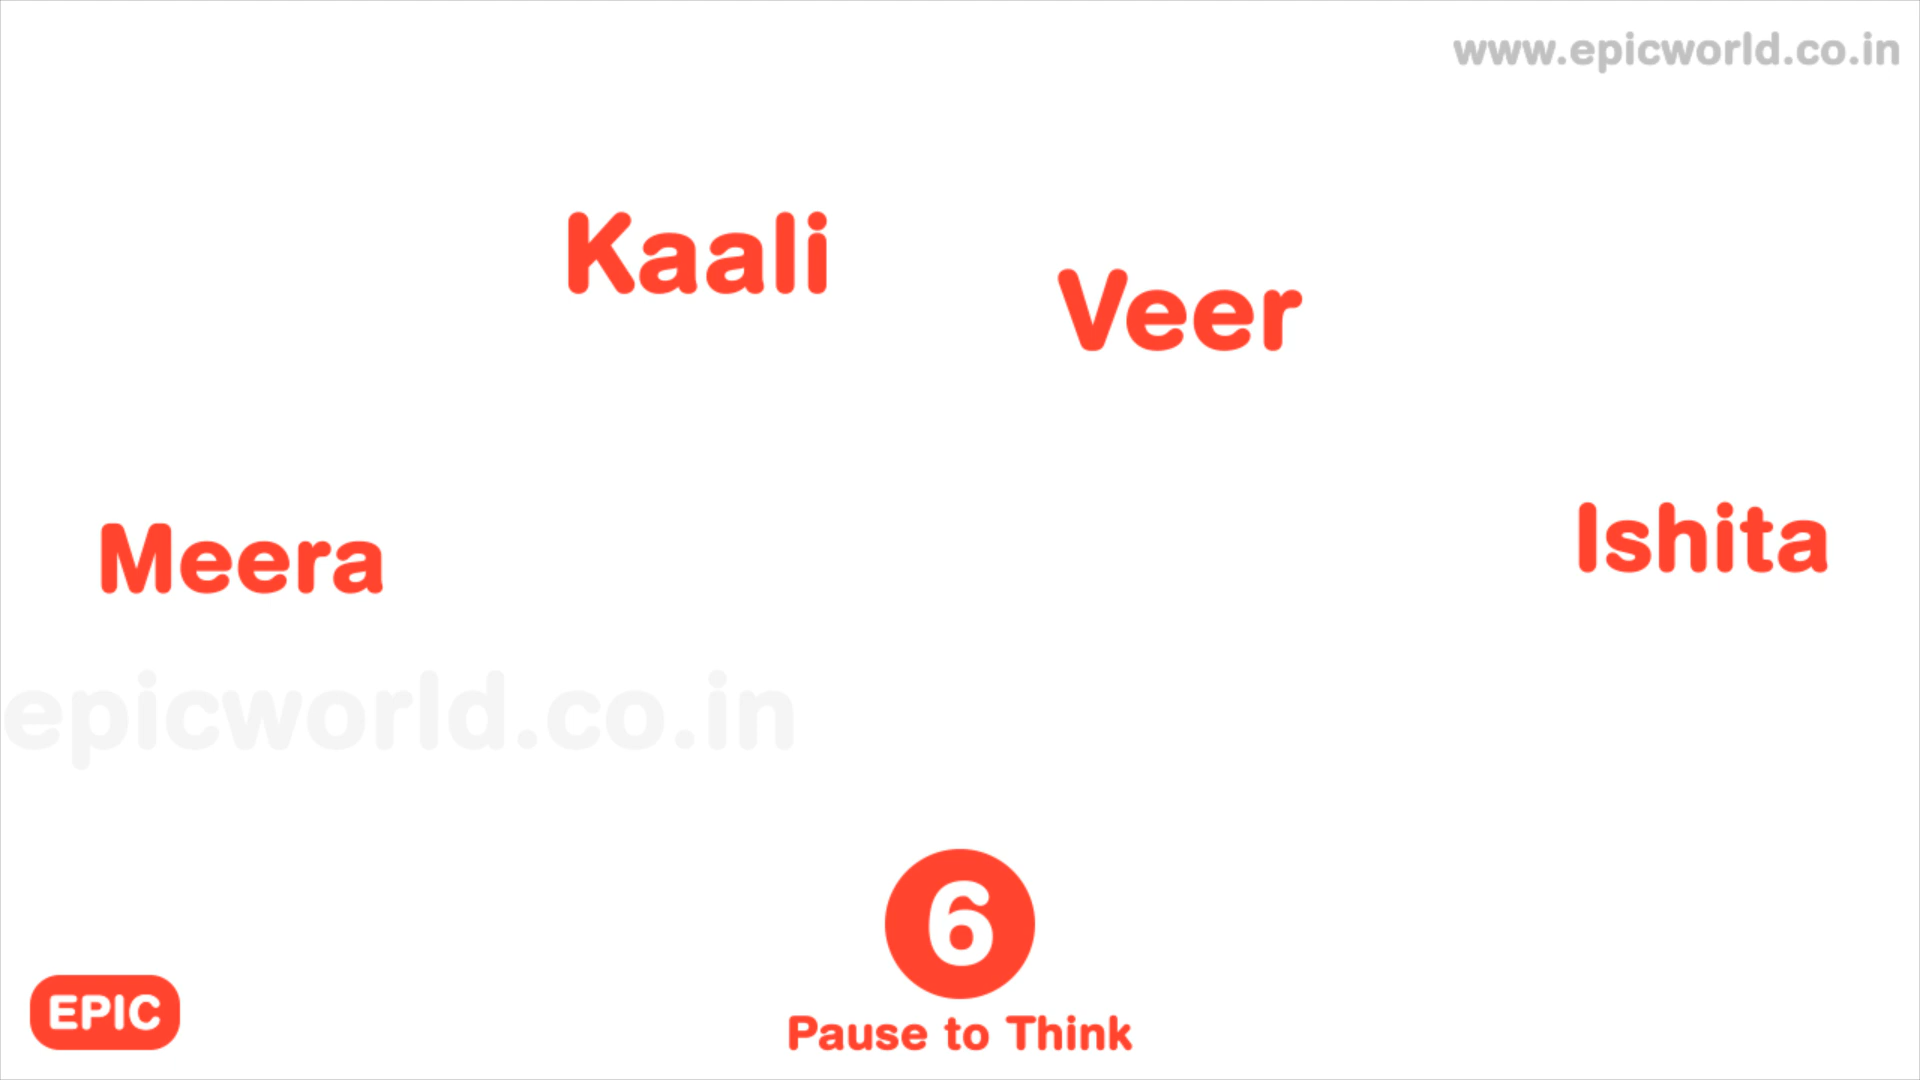 www.epicworld.co.in
Kaali
Veer
Meera
Ishita
epicworld.co.in
6
Pause to Think
EPIC